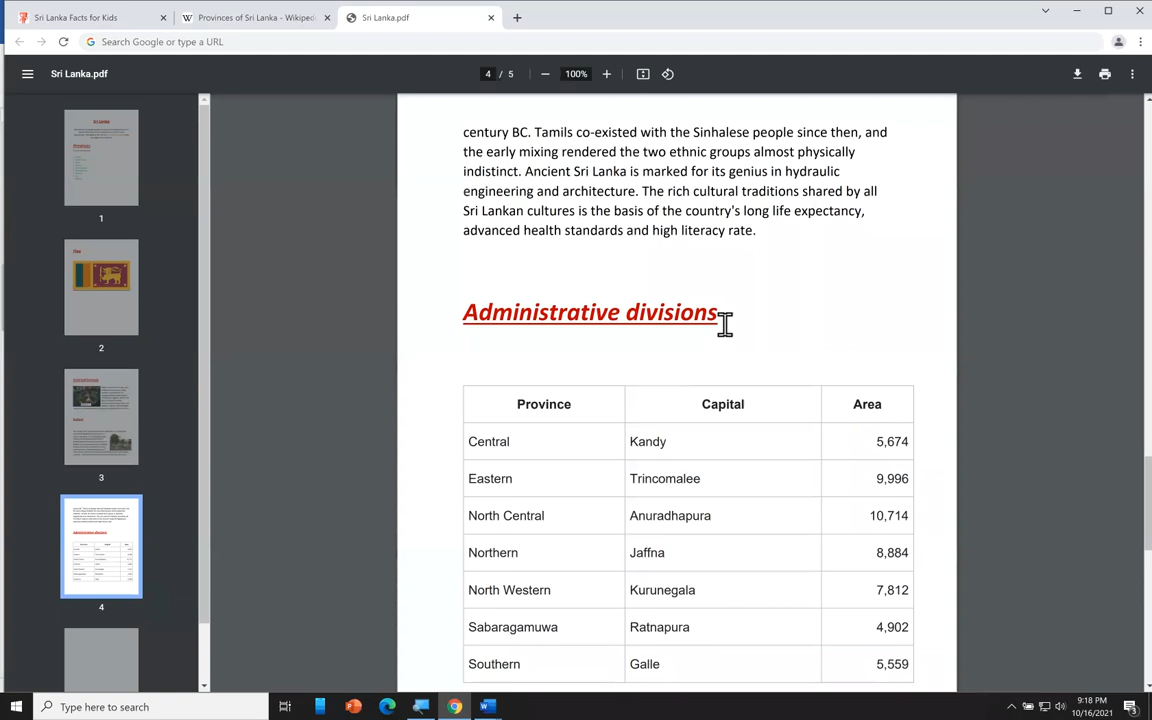 Sri Lanka Facts for Kids
Provinces of Sri Lanka - Wikiped
Sri Lanka.pdf
Search Google or type a URL
Sri Lanka.pdf
4 / 5
100%
1
2
3
4
century BC. Tamils co-existed with the Sinhalese people since then, and
the early mixing rendered the two ethnic groups almost physically
indistinct. Ancient Sri Lanka is marked for its genius in hydraulic
engineering and architecture. The rich cultural traditions shared by all
Sri Lankan cultures is the basis of the country's long life expectancy,
advanced health standards and high literacy rate.
Administrative divisions
Province Capital Area
Central Kandy 5,674
Eastern Trincomalee 9,996
North Central Anuradhapura 10,714
Northern Jaffna 8,884
North Western Kurunegala 7,812
Sabaragamuwa Ratnapura 4,902
Southern Galle 5,559
Type here to search
9:18 PM
10/16/2021
3